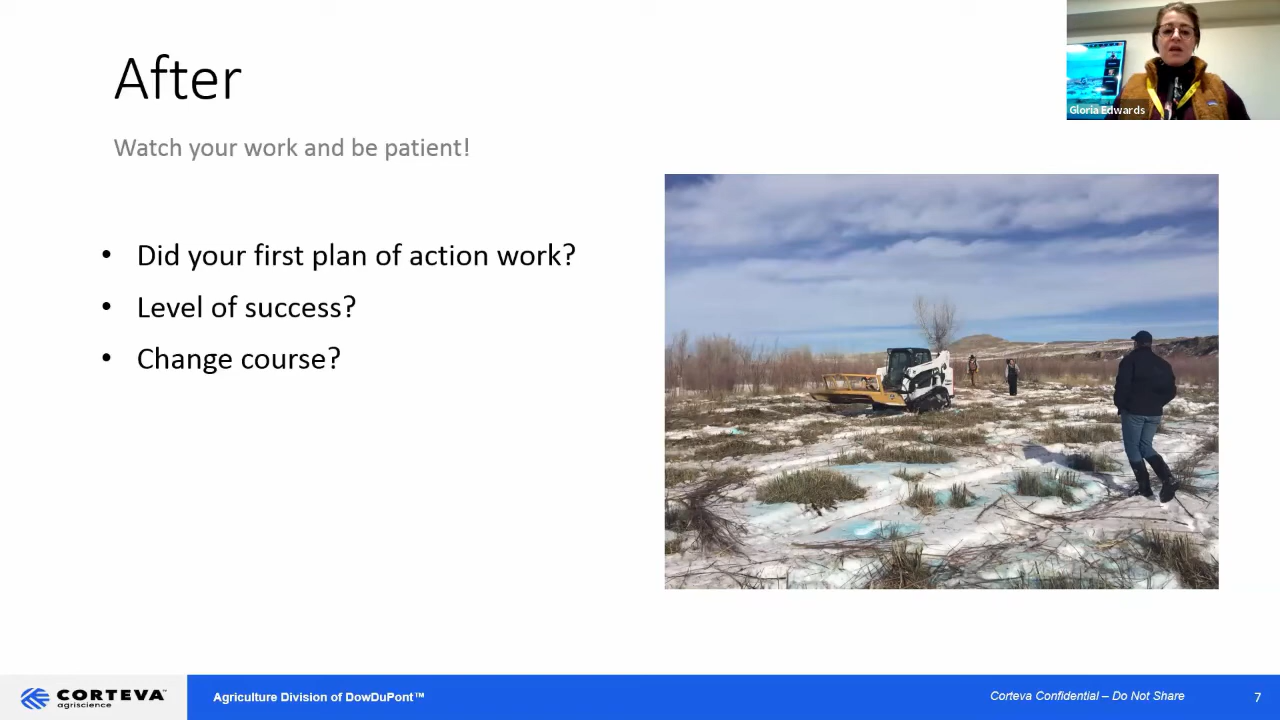 After
Gloria Edwards
Watch your work and be patient!
• Did your first plan of action work?
• Level of success?
• Change course?
CORTEVA™
agriscience
Agriculture Division of DowDuPont™
Corteva Confidential – Do Not Share
7